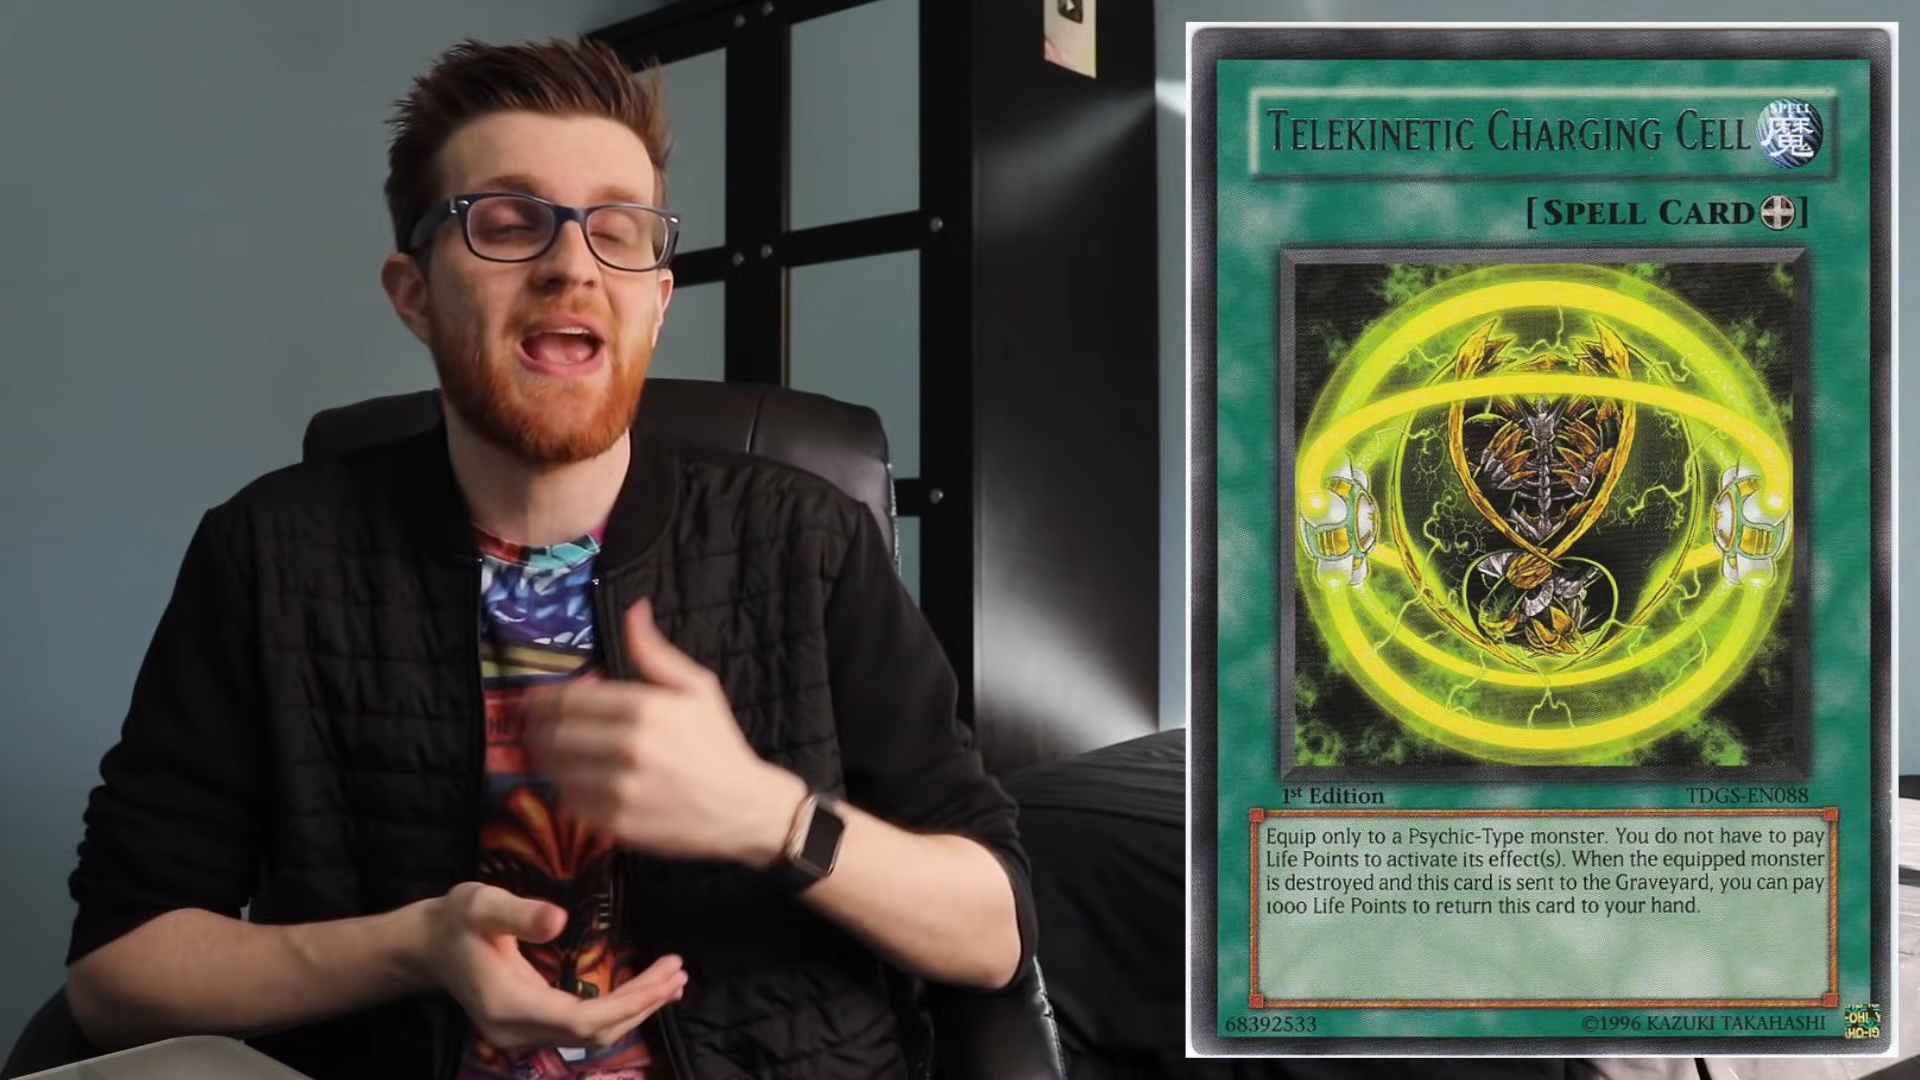 TELEKINETIC CHARGING CELL
SPELL
魔
[SPELL CARD]
1st Edition
TDGS-EN088
Equip only to a Psychic-Type monster. You do not have to pay
Life Points to activate its effect(s). When the equipped monster
is destroyed and this card is sent to the Graveyard, you can pay
1000 Life Points to return this card to your hand.
68392533
©1996 KAZUKI TAKAHASHI